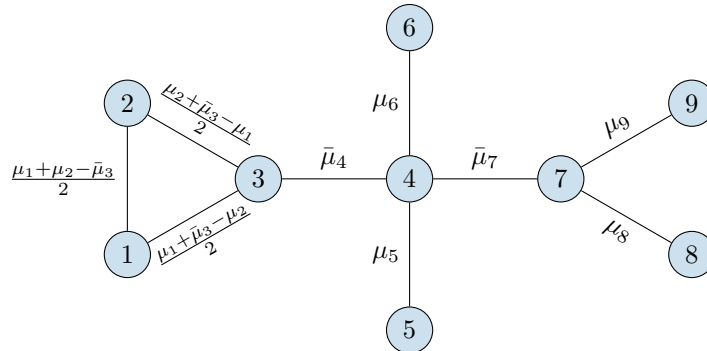 6
μ₆
2
(μ₂+μ̄₃−μ₁)/2
9
μ₉
(μ₁+μ₂−μ̄₃)/2
3
μ̄₄
4
μ̄₇
7
(μ₁+μ̄₃−μ₂)/2
μ₅
μ₈
1
8
5